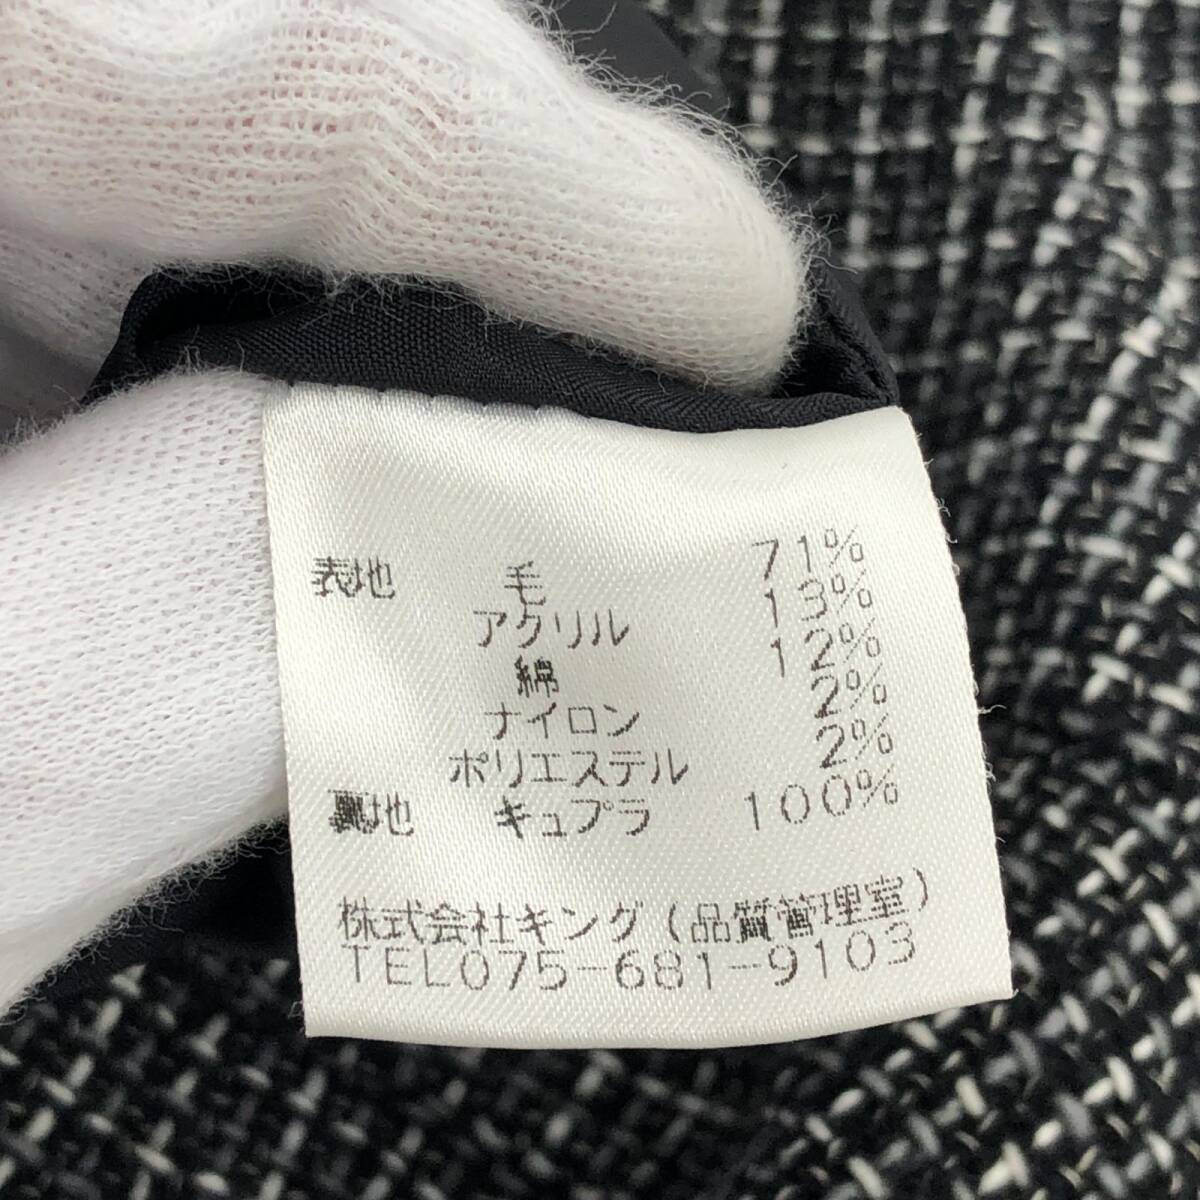 表地 毛 71%
アクリル 13%
綿 12%
ナイロン 2%
ポリエステル 2%
裏地 キュプラ 100%
株式会社キング(品質管理室)
TEL075-681-9103